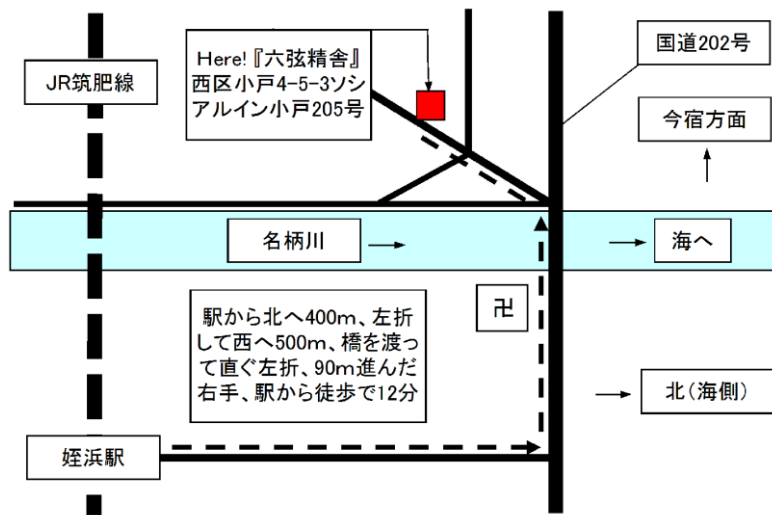 Here!『六弦精舎』
西区小戸4-5-3ソシ
アルイン小戸205号
国道202号
JR筑肥線
今宿方面
名柄川
海へ
卍
駅から北へ400m、左折
して西へ500m、橋を渡っ
て直ぐ左折、90m進んだ
右手、駅から徒歩で12分
北(海側)
姪浜駅